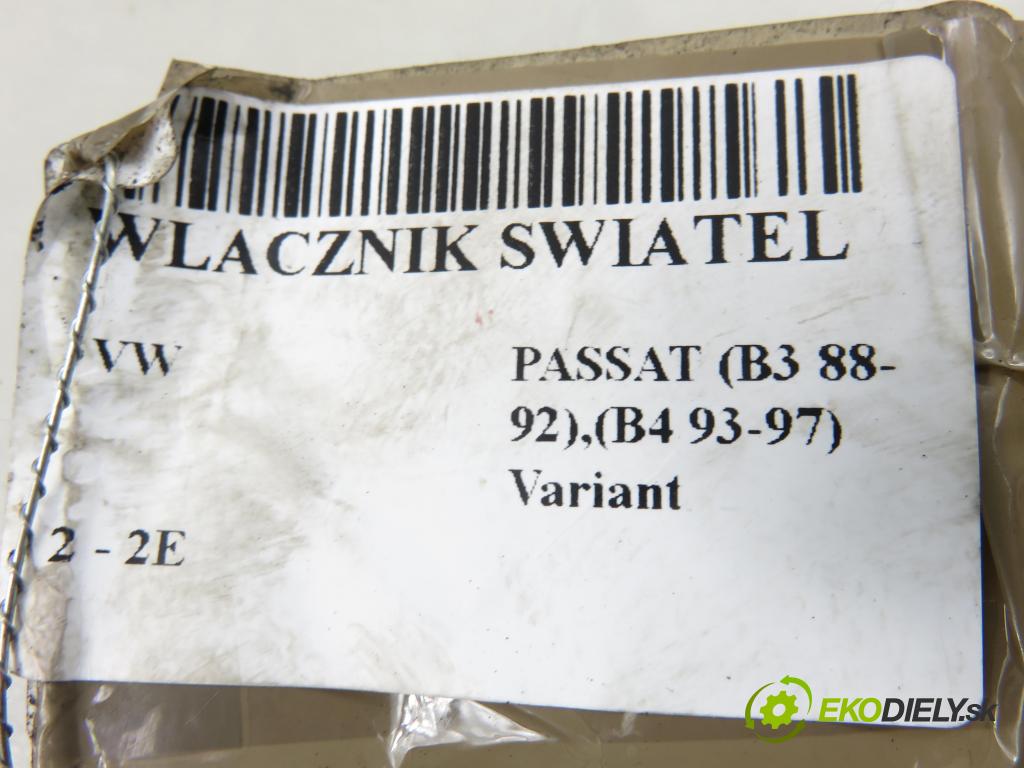 WLACZNIK SWIATEL
VW
PASSAT (B3 88-
92),(B4 93-97)
Variant
2 - 2E
EKODIELY.sk